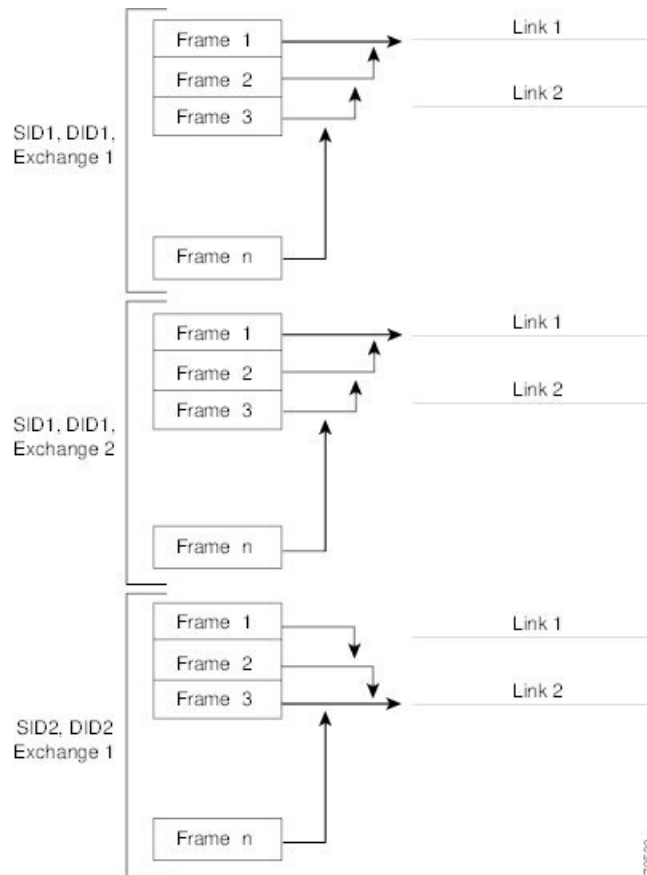 Frame 1
Link 1
Frame 2
Frame 3
Link 2
SID1, DID1,
Exchange 1
Frame n
Frame 1
Link 1
Frame 2
Frame 3
Link 2
SID1, DID1,
Exchange 2
Frame n
Frame 1
Link 1
Frame 2
Frame 3
Link 2
SID2, DID2
Exchange 1
Frame n